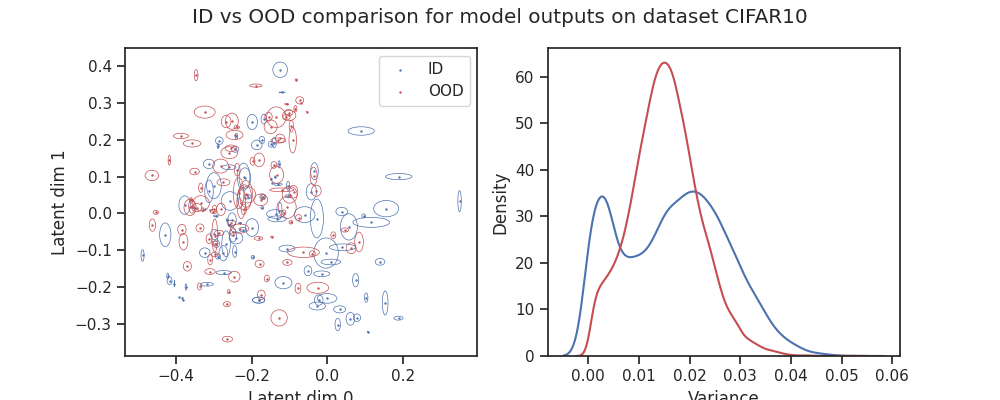 ID vs OOD comparison for model outputs on dataset CIFAR10
ID
OOD
Latent dim 1
0.4
0.3
0.2
0.1
0.0
−0.1
−0.2
−0.3
−0.4 −0.2 0.0 0.2
Latent dim 0
Density
60
50
40
30
20
10
0
0.00 0.01 0.02 0.03 0.04 0.05 0.06
Variance